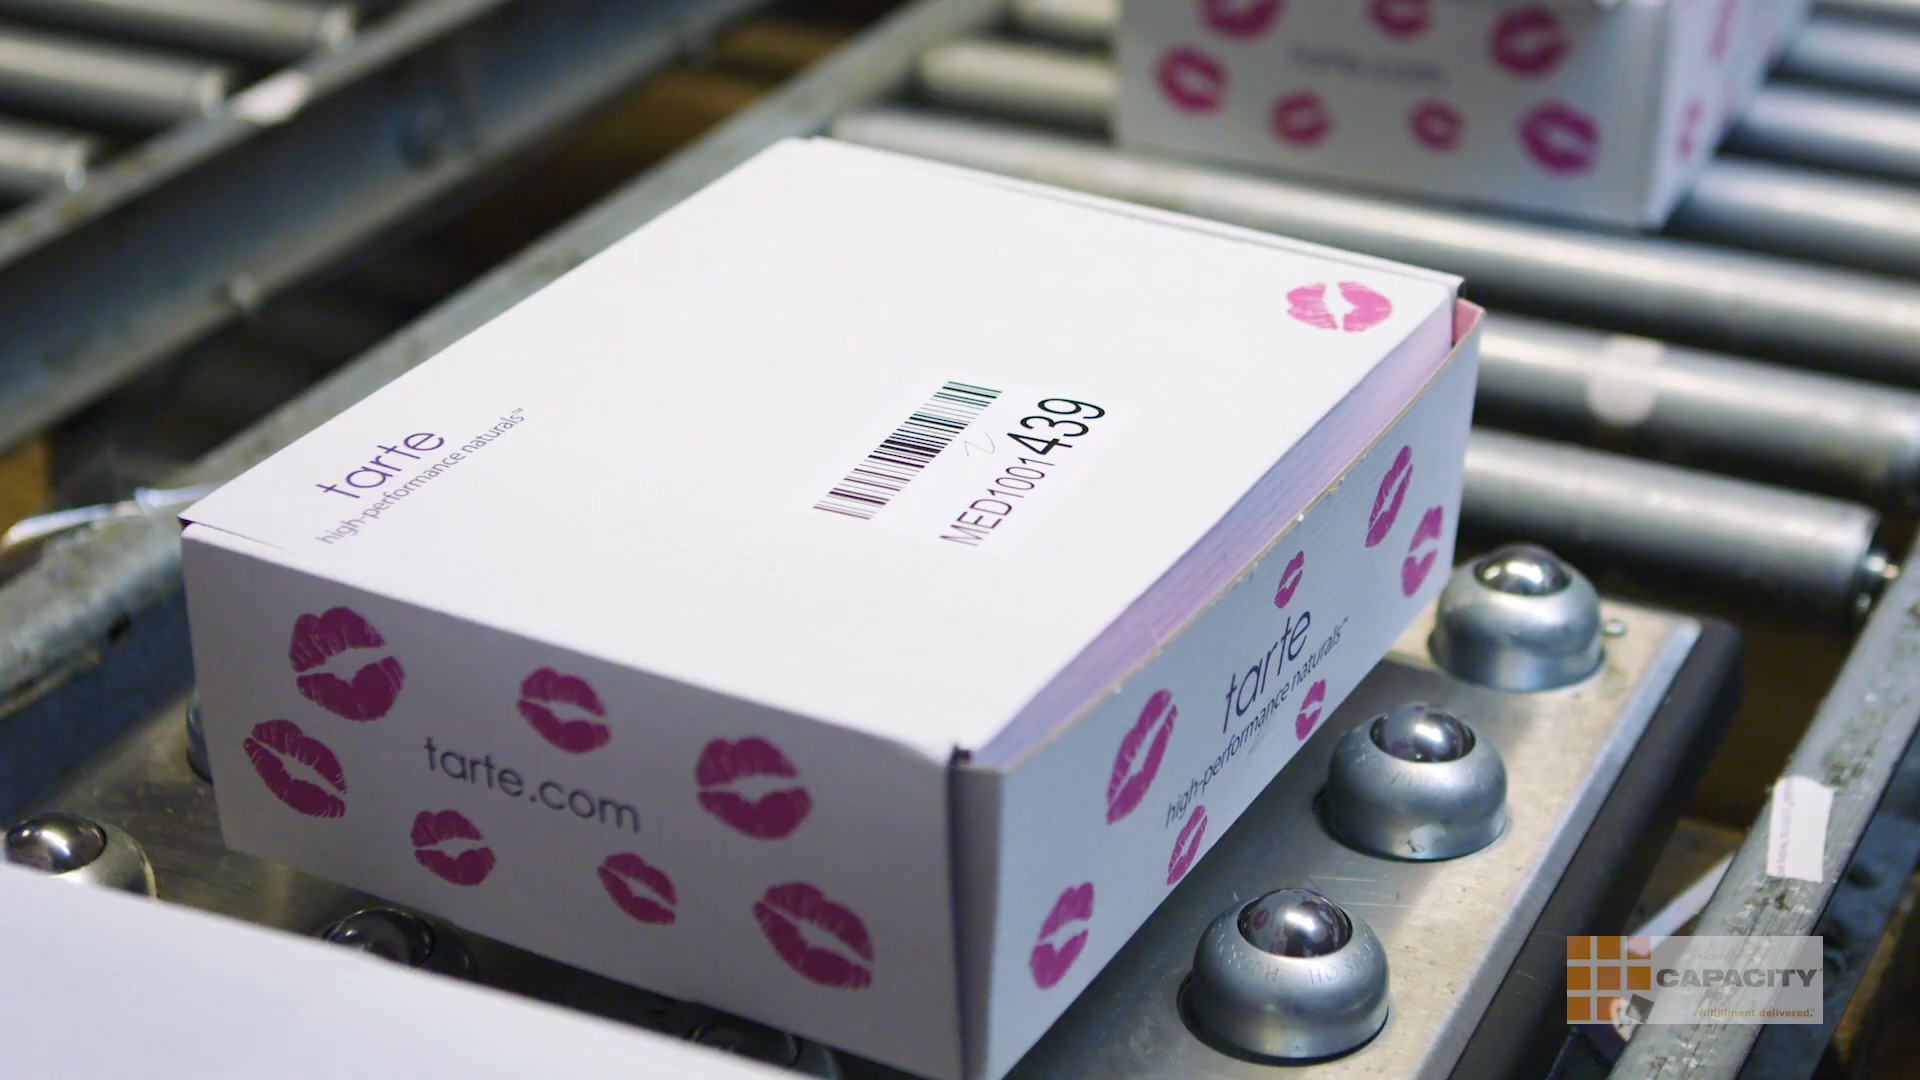 tarte
high-performance naturals™
MED1001439
tarte.com
tarte
high-performance naturals™
CAPACITY
fulfillment delivered.